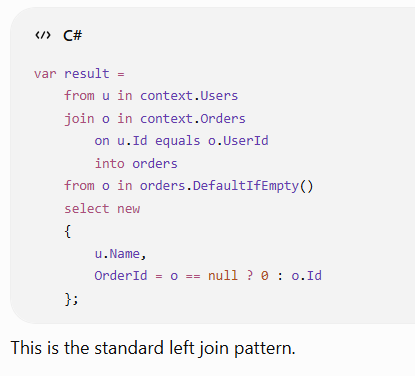 </> C#
var result =
    from u in context.Users
    join o in context.Orders
        on u.Id equals o.UserId
        into orders
    from o in orders.DefaultIfEmpty()
    select new
    {
        u.Name,
        OrderId = o == null ? 0 : o.Id
    };
This is the standard left join pattern.